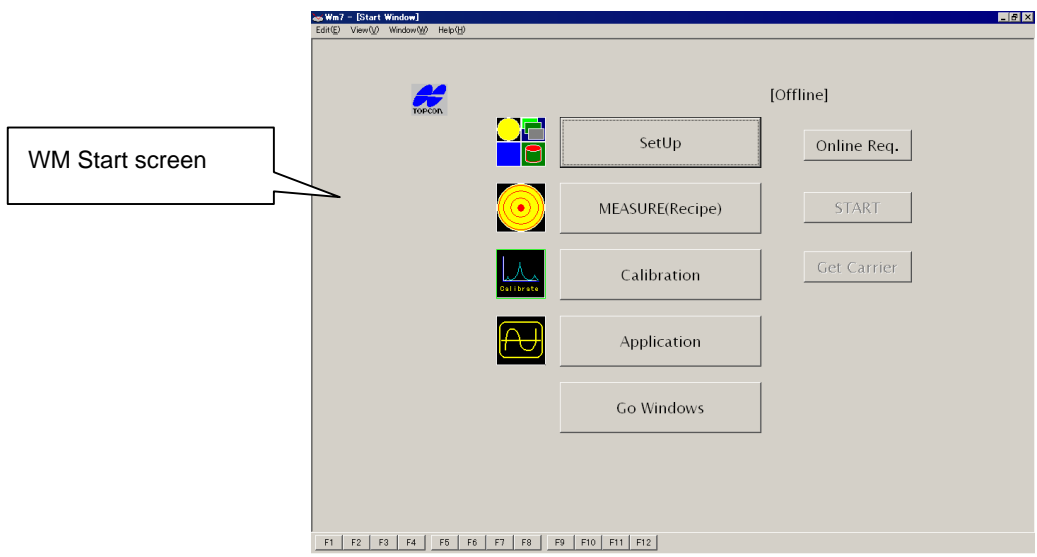 Wm7 - [Start Window]
Edit(E) View(V) Window(W) Help(H)
TOPCON
[Offline]
WM Start screen
SetUp
Online Req.
MEASURE(Recipe)
START
Calibrate
Calibration
Get Carrier
Application
Go Windows
F1 F2 F3 F4 F5 F6 F7 F8 F9 F10 F11 F12